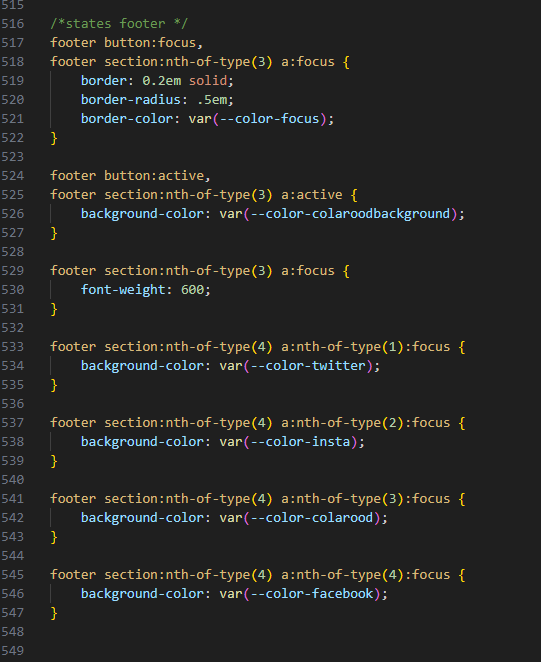 515
516 /*states footer */
517 footer button:focus,
518 footer section:nth-of-type(3) a:focus {
519 border: 0.2em solid;
520 border-radius: .5em;
521 border-color: var(--color-focus);
522 }
523
524 footer button:active,
525 footer section:nth-of-type(3) a:active {
526 background-color: var(--color-colaroodbackground);
527 }
528
529 footer section:nth-of-type(3) a:focus {
530 font-weight: 600;
531 }
532
533 footer section:nth-of-type(4) a:nth-of-type(1):focus {
534 background-color: var(--color-twitter);
535 }
536
537 footer section:nth-of-type(4) a:nth-of-type(2):focus {
538 background-color: var(--color-insta);
539 }
540
541 footer section:nth-of-type(4) a:nth-of-type(3):focus {
542 background-color: var(--color-colarood);
543 }
544
545 footer section:nth-of-type(4) a:nth-of-type(4):focus {
546 background-color: var(--color-facebook);
547 }
548
549